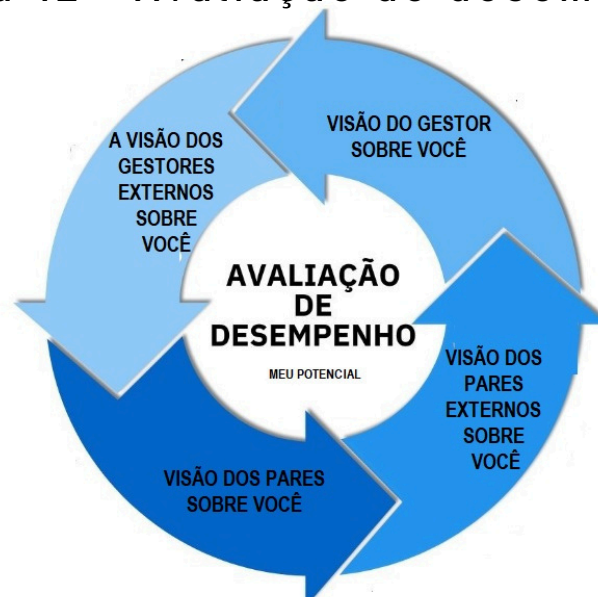 VISÃO DO GESTOR
SOBRE VOCÊ
A VISÃO DOS
GESTORES
EXTERNOS
SOBRE
VOCÊ
AVALIAÇÃO
DE
DESEMPENHO
MEU POTENCIAL
VISÃO DOS
PARES
EXTERNOS
SOBRE
VOCÊ
VISÃO DOS PARES
SOBRE VOCÊ